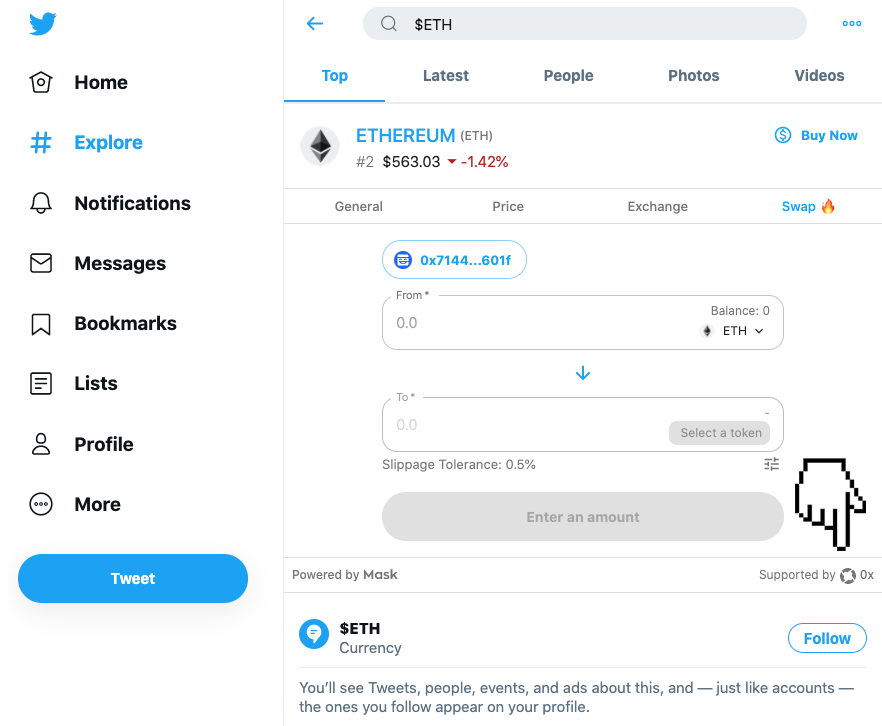 $ETH
Home
Explore
Notifications
Messages
Bookmarks
Lists
Profile
More
Tweet
Top Latest People Photos Videos
ETHEREUM (ETH)
#2 $563.03 -1.42%
Buy Now
General Price Exchange Swap 🔥
0x7144...601f
From *
Balance: 0
0.0
ETH
To *
-
0.0
Select a token
Slippage Tolerance: 0.5%
Enter an amount
Powered by Mask
Supported by 0x
$ETH
Currency
Follow
You’ll see Tweets, people, events, and ads about this, and — just like accounts —
the ones you follow appear on your profile.